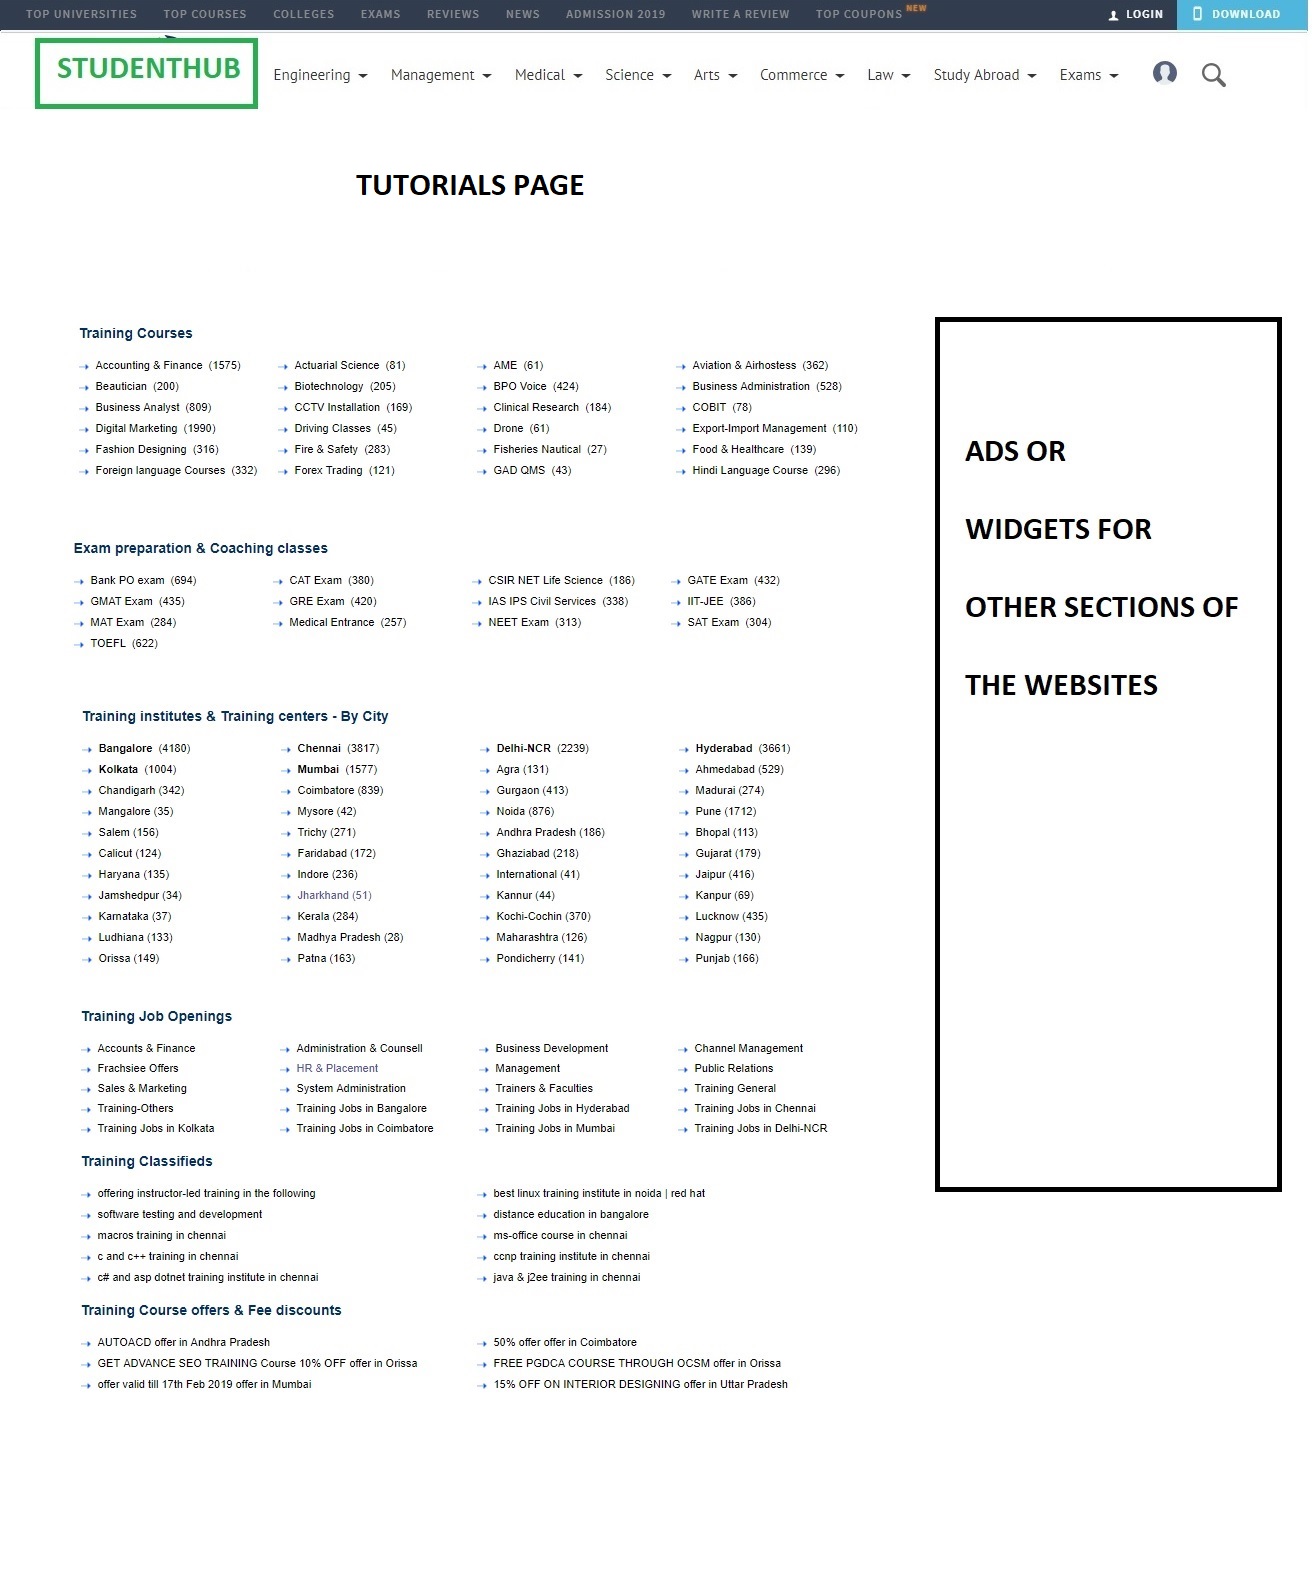 TOP UNIVERSITIES TOP COURSES COLLEGES EXAMS REVIEWS NEWS ADMISSION 2019 WRITE A REVIEW TOP COUPONS NEW LOGIN DOWNLOAD
STUDENTHUB
Engineering Management Medical Science Arts Commerce Law Study Abroad Exams
TUTORIALS PAGE
Training Courses
Accounting & Finance (1575) Actuarial Science (81) AME (61) Aviation & Airhostess (362)
Beautician (200) Biotechnology (205) BPO Voice (424) Business Administration (528)
Business Analyst (809) CCTV Installation (169) Clinical Research (184) COBIT (78)
Digital Marketing (1990) Driving Classes (45) Drone (61) Export-Import Management (110)
Fashion Designing (316) Fire & Safety (283) Fisheries Nautical (27) Food & Healthcare (139)
Foreign language Courses (332) Forex Trading (121) GAD QMS (43) Hindi Language Course (296)
Exam preparation & Coaching classes
Bank PO exam (694) CAT Exam (380) CSIR NET Life Science (186) GATE Exam (432)
GMAT Exam (435) GRE Exam (420) IAS IPS Civil Services (338) IIT-JEE (386)
MAT Exam (284) Medical Entrance (257) NEET Exam (313) SAT Exam (304)
TOEFL (622)
Training institutes & Training centers - By City
Bangalore (4180) Chennai (3817) Delhi-NCR (2239) Hyderabad (3661)
Kolkata (1004) Mumbai (1577) Agra (131) Ahmedabad (529)
Chandigarh (342) Coimbatore (839) Gurgaon (413) Madurai (274)
Mangalore (35) Mysore (42) Noida (876) Pune (1712)
Salem (156) Trichy (271) Andhra Pradesh (186) Bhopal (113)
Calicut (124) Faridabad (172) Ghaziabad (218) Gujarat (179)
Haryana (135) Indore (236) International (41) Jaipur (416)
Jamshedpur (34) Jharkhand (51) Kannur (44) Kanpur (69)
Karnataka (37) Kerala (284) Kochi-Cochin (370) Lucknow (435)
Ludhiana (133) Madhya Pradesh (28) Maharashtra (126) Nagpur (130)
Orissa (149) Patna (163) Pondicherry (141) Punjab (166)
Training Job Openings
Accounts & Finance Administration & Counsell Business Development Channel Management
Frachsiee Offers HR & Placement Management Public Relations
Sales & Marketing System Administration Trainers & Faculties Training General
Training-Others Training Jobs in Bangalore Training Jobs in Hyderabad Training Jobs in Chennai
Training Jobs in Kolkata Training Jobs in Coimbatore Training Jobs in Mumbai Training Jobs in Delhi-NCR
Training Classifieds
offering instructor-led training in the following best linux training institute in noida | red hat
software testing and development distance education in bangalore
macros training in chennai ms-office course in chennai
c and c++ training in chennai ccnp training institute in chennai
c# and asp dotnet training institute in chennai java & j2ee training in chennai
Training Course offers & Fee discounts
AUTOACD offer in Andhra Pradesh 50% offer offer in Coimbatore
GET ADVANCE SEO TRAINING Course 10% OFF offer in Orissa FREE PGDCA COURSE THROUGH OCSM offer in Orissa
offer valid till 17th Feb 2019 offer in Mumbai 15% OFF ON INTERIOR DESIGNING offer in Uttar Pradesh
ADS OR
WIDGETS FOR
OTHER SECTIONS OF
THE WEBSITES